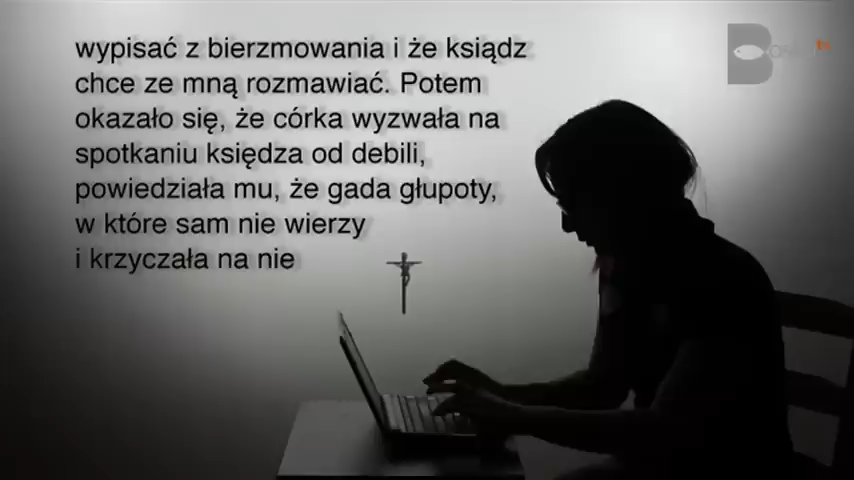 wypisać z bierzmowania i że ksiądz
chce ze mną rozmawiać. Potem
okazało się, że córka wyzwała na
spotkaniu księdza od debili,
powiedziała mu, że gada głupoty,
w które sam nie wierzy
i krzyczała na nie